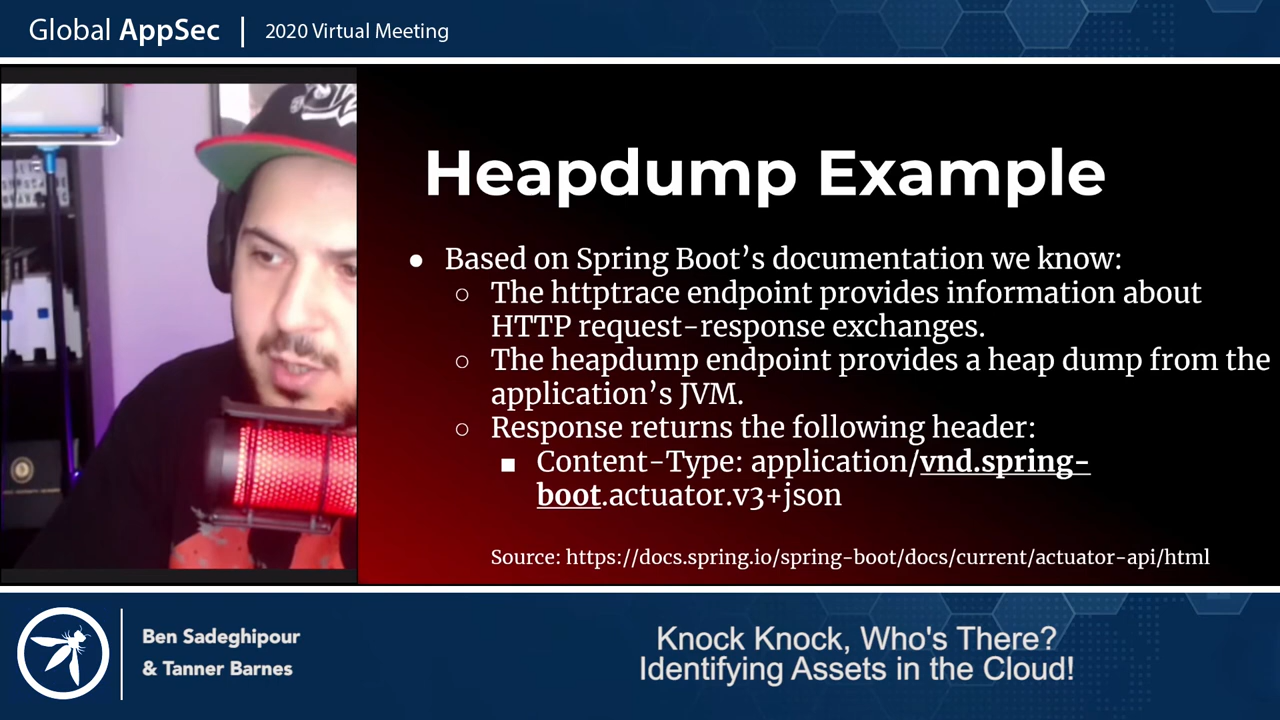 Global AppSec | 2020 Virtual Meeting
Heapdump Example
● Based on Spring Boot’s documentation we know:
○ The httptrace endpoint provides information about
HTTP request-response exchanges.
○ The heapdump endpoint provides a heap dump from the
application’s JVM.
○ Response returns the following header:
■ Content-Type: application/vnd.spring-
boot.actuator.v3+json
Source: https://docs.spring.io/spring-boot/docs/current/actuator-api/html
Ben Sadeghipour
& Tanner Barnes
Knock Knock, Who's There?
Identifying Assets in the Cloud!